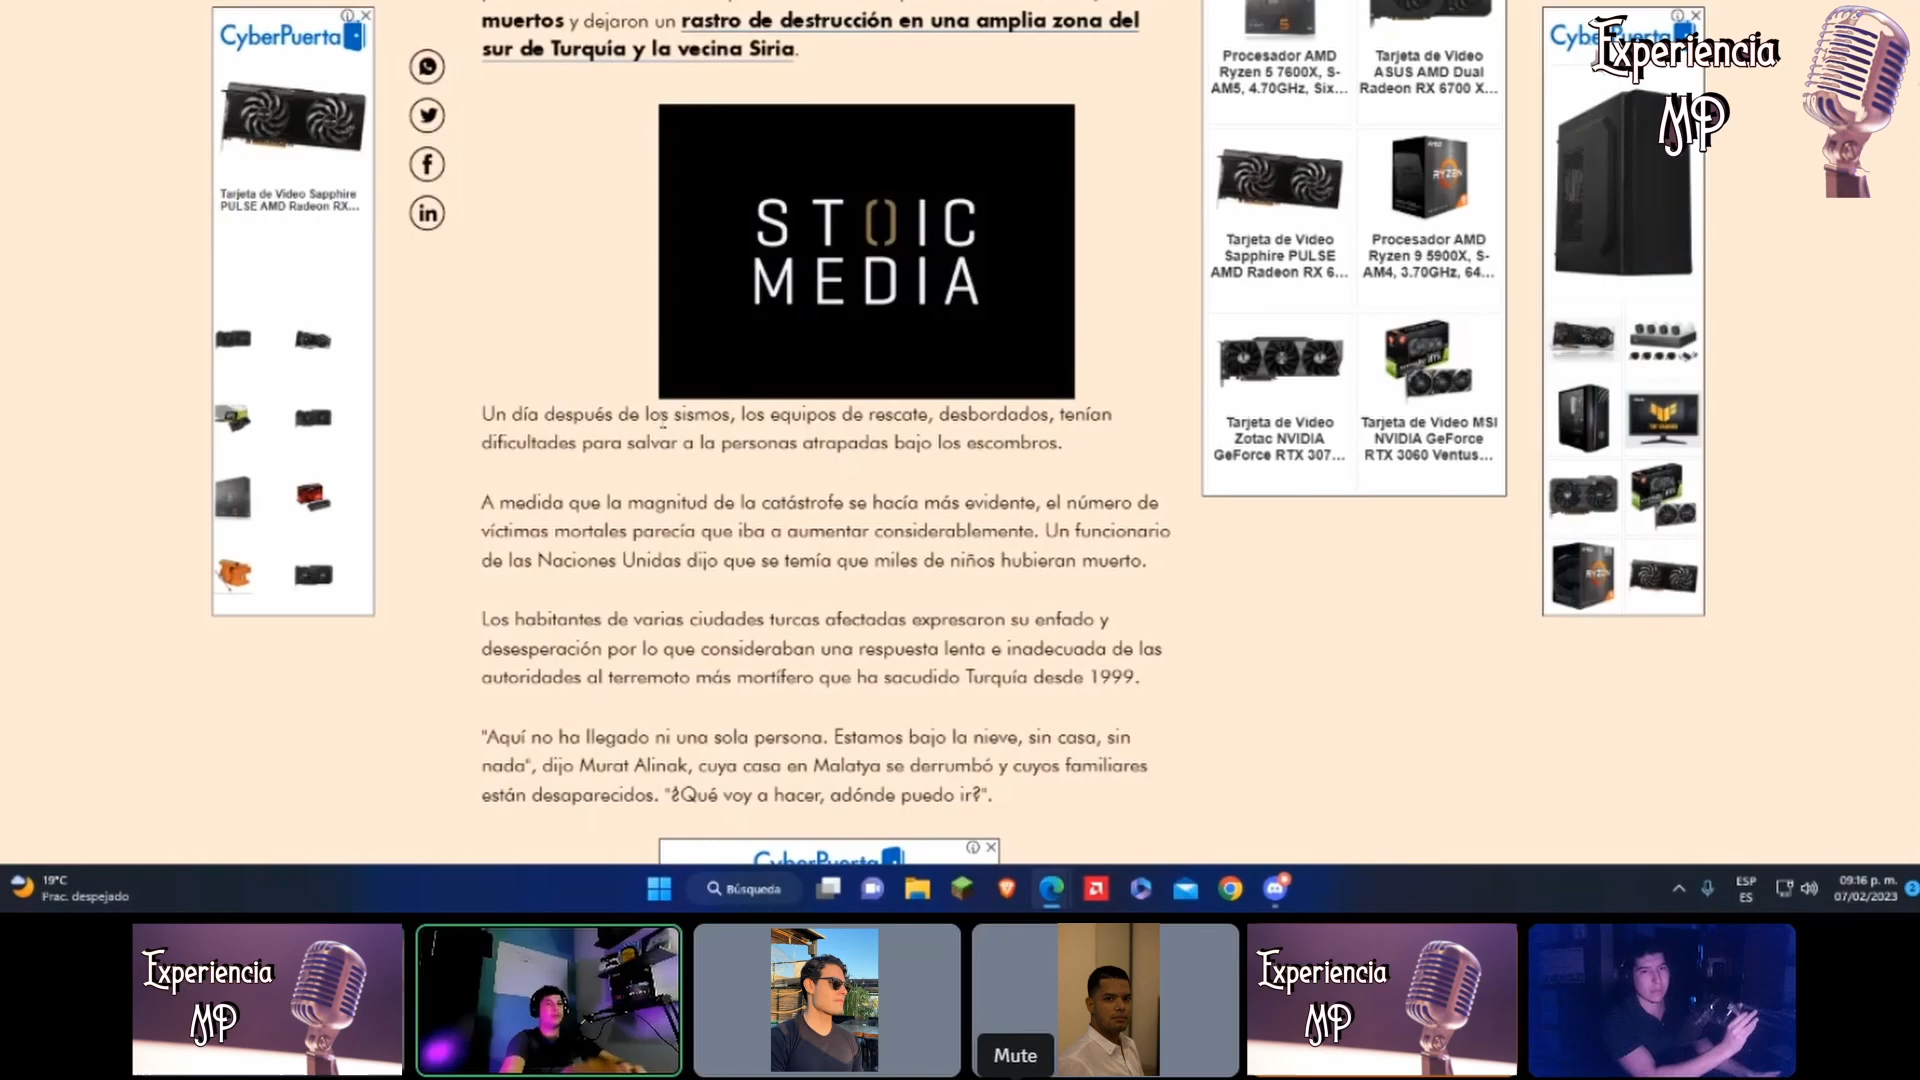 muertos y dejaron un rastro de destrucción en una amplia zona del
sur de Turquía y la vecina Siria.
STOIC
MEDIA
Un día después de los sismos, los equipos de rescate, desbordados, tenían
dificultades para salvar a la personas atrapadas bajo los escombros.
A medida que la magnitud de la catástrofe se hacía más evidente, el número de
víctimas mortales parecía que iba a aumentar considerablemente. Un funcionario
de las Naciones Unidas dijo que se temía que miles de niños hubieran muerto.
Los habitantes de varias ciudades turcas afectadas expresaron su enfado y
desesperación por lo que consideraban una respuesta lenta e inadecuada de las
autoridades al terremoto más mortífero que ha sacudido Turquía desde 1999.
"Aquí no ha llegado ni una sola persona. Estamos bajo la nieve, sin casa, sin
nada", dijo Murat Alinak, cuya casa en Malatya se derrumbó y cuyos familiares
están desaparecidos. "¿Qué voy a hacer, adónde puedo ir?".
CyberPuerta
CyberPuerta
Tarjeta de Video Sapphire
PULSE AMD Radeon RX...
Procesador AMD
Ryzen 5 7600X, S-
AM5, 4.70GHz, Six...
Tarjeta de Video
ASUS AMD Dual
Radeon RX 6700 X...
Tarjeta de Video
Sapphire PULSE
AMD Radeon RX 6...
Procesador AMD
Ryzen 9 5900X, S-
AM4, 3.70GHz, 64...
RYZEN
Tarjeta de Video
Zotac NVIDIA
GeForce RTX 307...
Tarjeta de Video MSI
NVIDIA GeForce
RTX 3060 Ventus...
Experiencia
MP
RYZEN
19°C
Prac. despejado
Búsqueda
ESP
ES
09:16 p. m.
07/02/2023
2
Experiencia
MP
Mute
Experiencia
MP